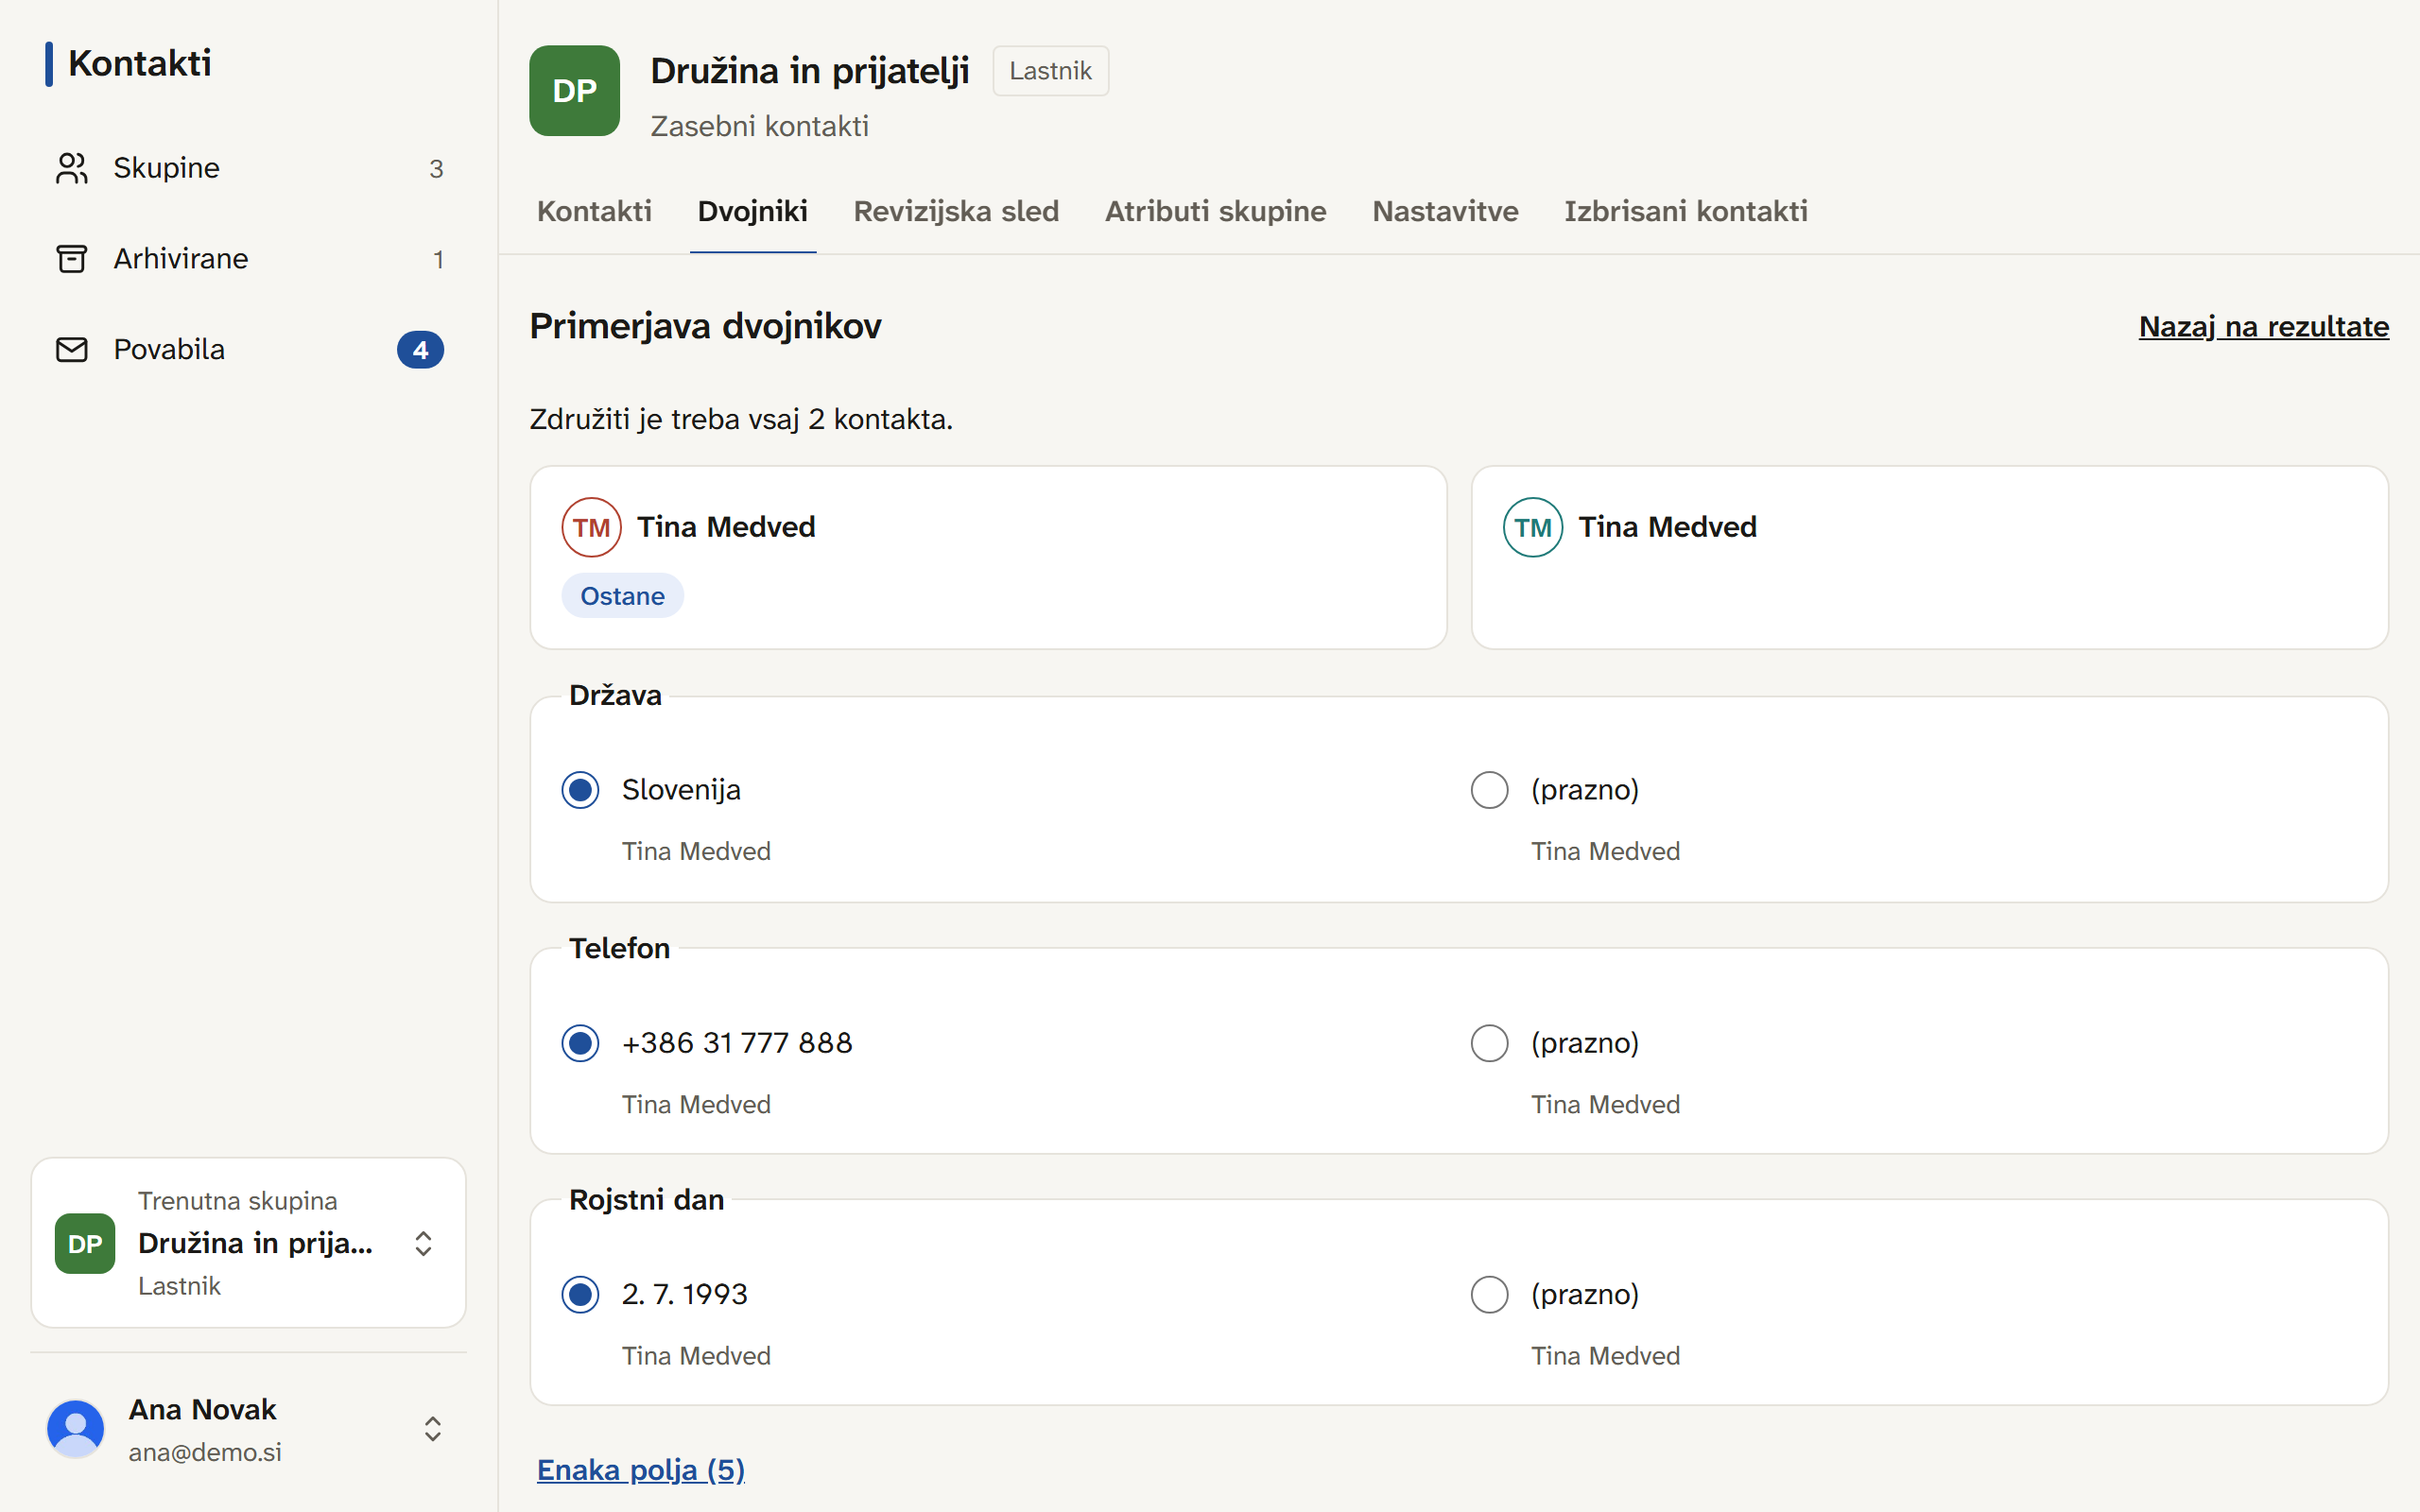 Kontakti
Skupine 3
Arhivirane 1
Povabila 4
Trenutna skupina
DP
Družina in prija...
Lastnik
Ana Novak
ana@demo.si
DP
Družina in prijatelji Lastnik
Zasebni kontakti
Kontakti Dvojniki Revizijska sled Atributi skupine Nastavitve Izbrisani kontakti
Primerjava dvojnikov Nazaj na rezultate
Združiti je treba vsaj 2 kontakta.
TM Tina Medved
Ostane
TM Tina Medved
Država
Slovenija (prazno)
Tina Medved Tina Medved
Telefon
+386 31 777 888 (prazno)
Tina Medved Tina Medved
Rojstni dan
2. 7. 1993 (prazno)
Tina Medved Tina Medved
Enaka polja (5)